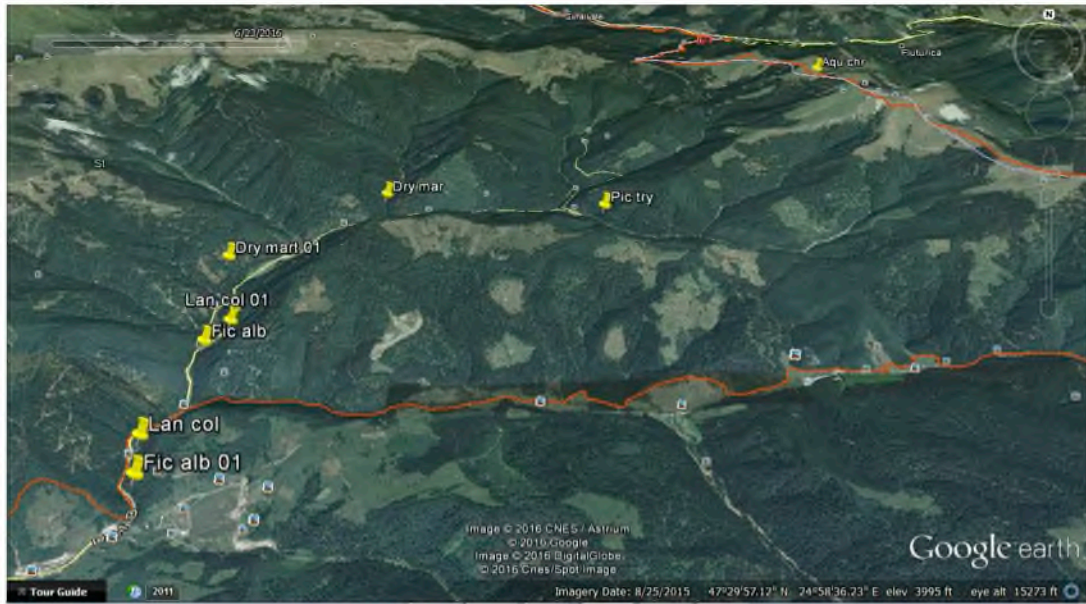 6/23/2016
N
Fluturica
Aqu chr
St
Dry mar
Pic try
Dry mart 01
Lan col 01
Fic alb
Lan col
Fic alb 01
Image © 2016 CNES / Astrium
© 2016 Google
Image © 2016 DigitalGlobe
© 2016 Cnes/Spot Image
Google earth
Tour Guide
2011
Imagery Date: 8/25/2015 47°29'57.12" N 24°58'36.23" E elev 3995 ft eye alt 15273 ft